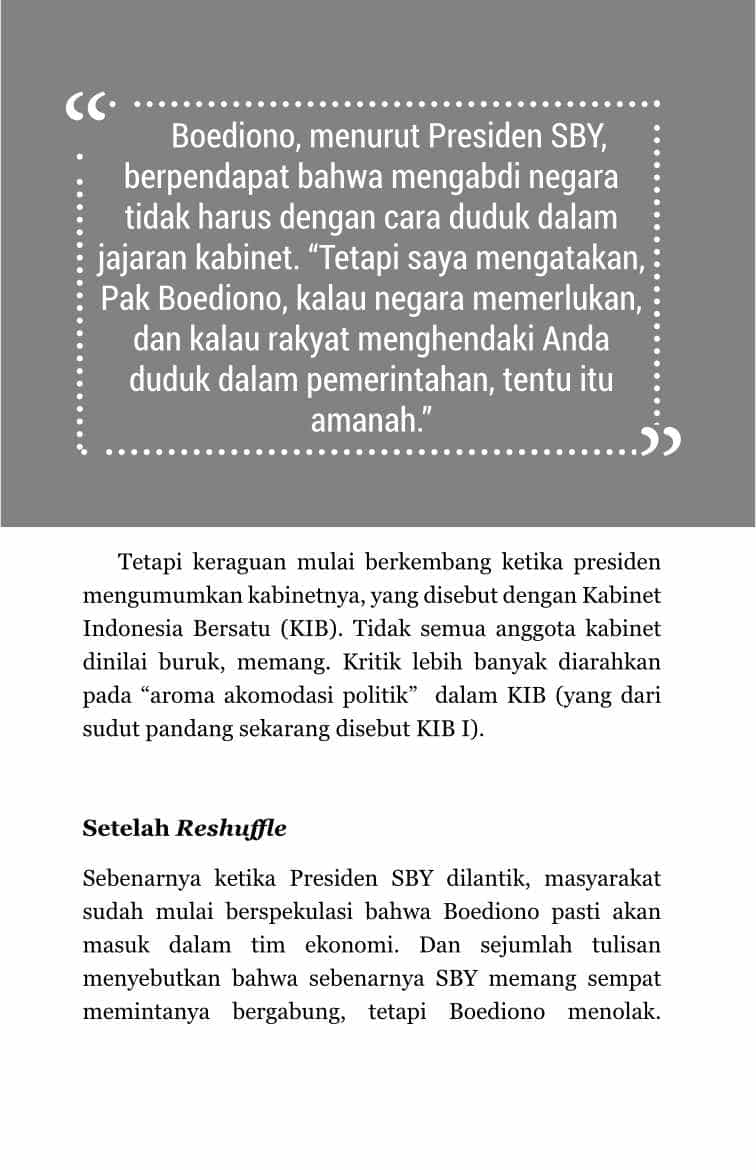 “
Boediono, menurut Presiden SBY,
berpendapat bahwa mengabdi negara
tidak harus dengan cara duduk dalam
jajaran kabinet. “Tetapi saya mengatakan,
Pak Boediono, kalau negara memerlukan,
dan kalau rakyat menghendaki Anda
duduk dalam pemerintahan, tentu itu
amanah.”
”
Tetapi keraguan mulai berkembang ketika presiden
mengumumkan kabinetnya, yang disebut dengan Kabinet
Indonesia Bersatu (KIB). Tidak semua anggota kabinet
dinilai buruk, memang. Kritik lebih banyak diarahkan
pada “aroma akomodasi politik” dalam KIB (yang dari
sudut pandang sekarang disebut KIB I).
Setelah Reshuffle
Sebenarnya ketika Presiden SBY dilantik, masyarakat
sudah mulai berspekulasi bahwa Boediono pasti akan
masuk dalam tim ekonomi. Dan sejumlah tulisan
menyebutkan bahwa sebenarnya SBY memang sempat
memintanya bergabung, tetapi Boediono menolak.